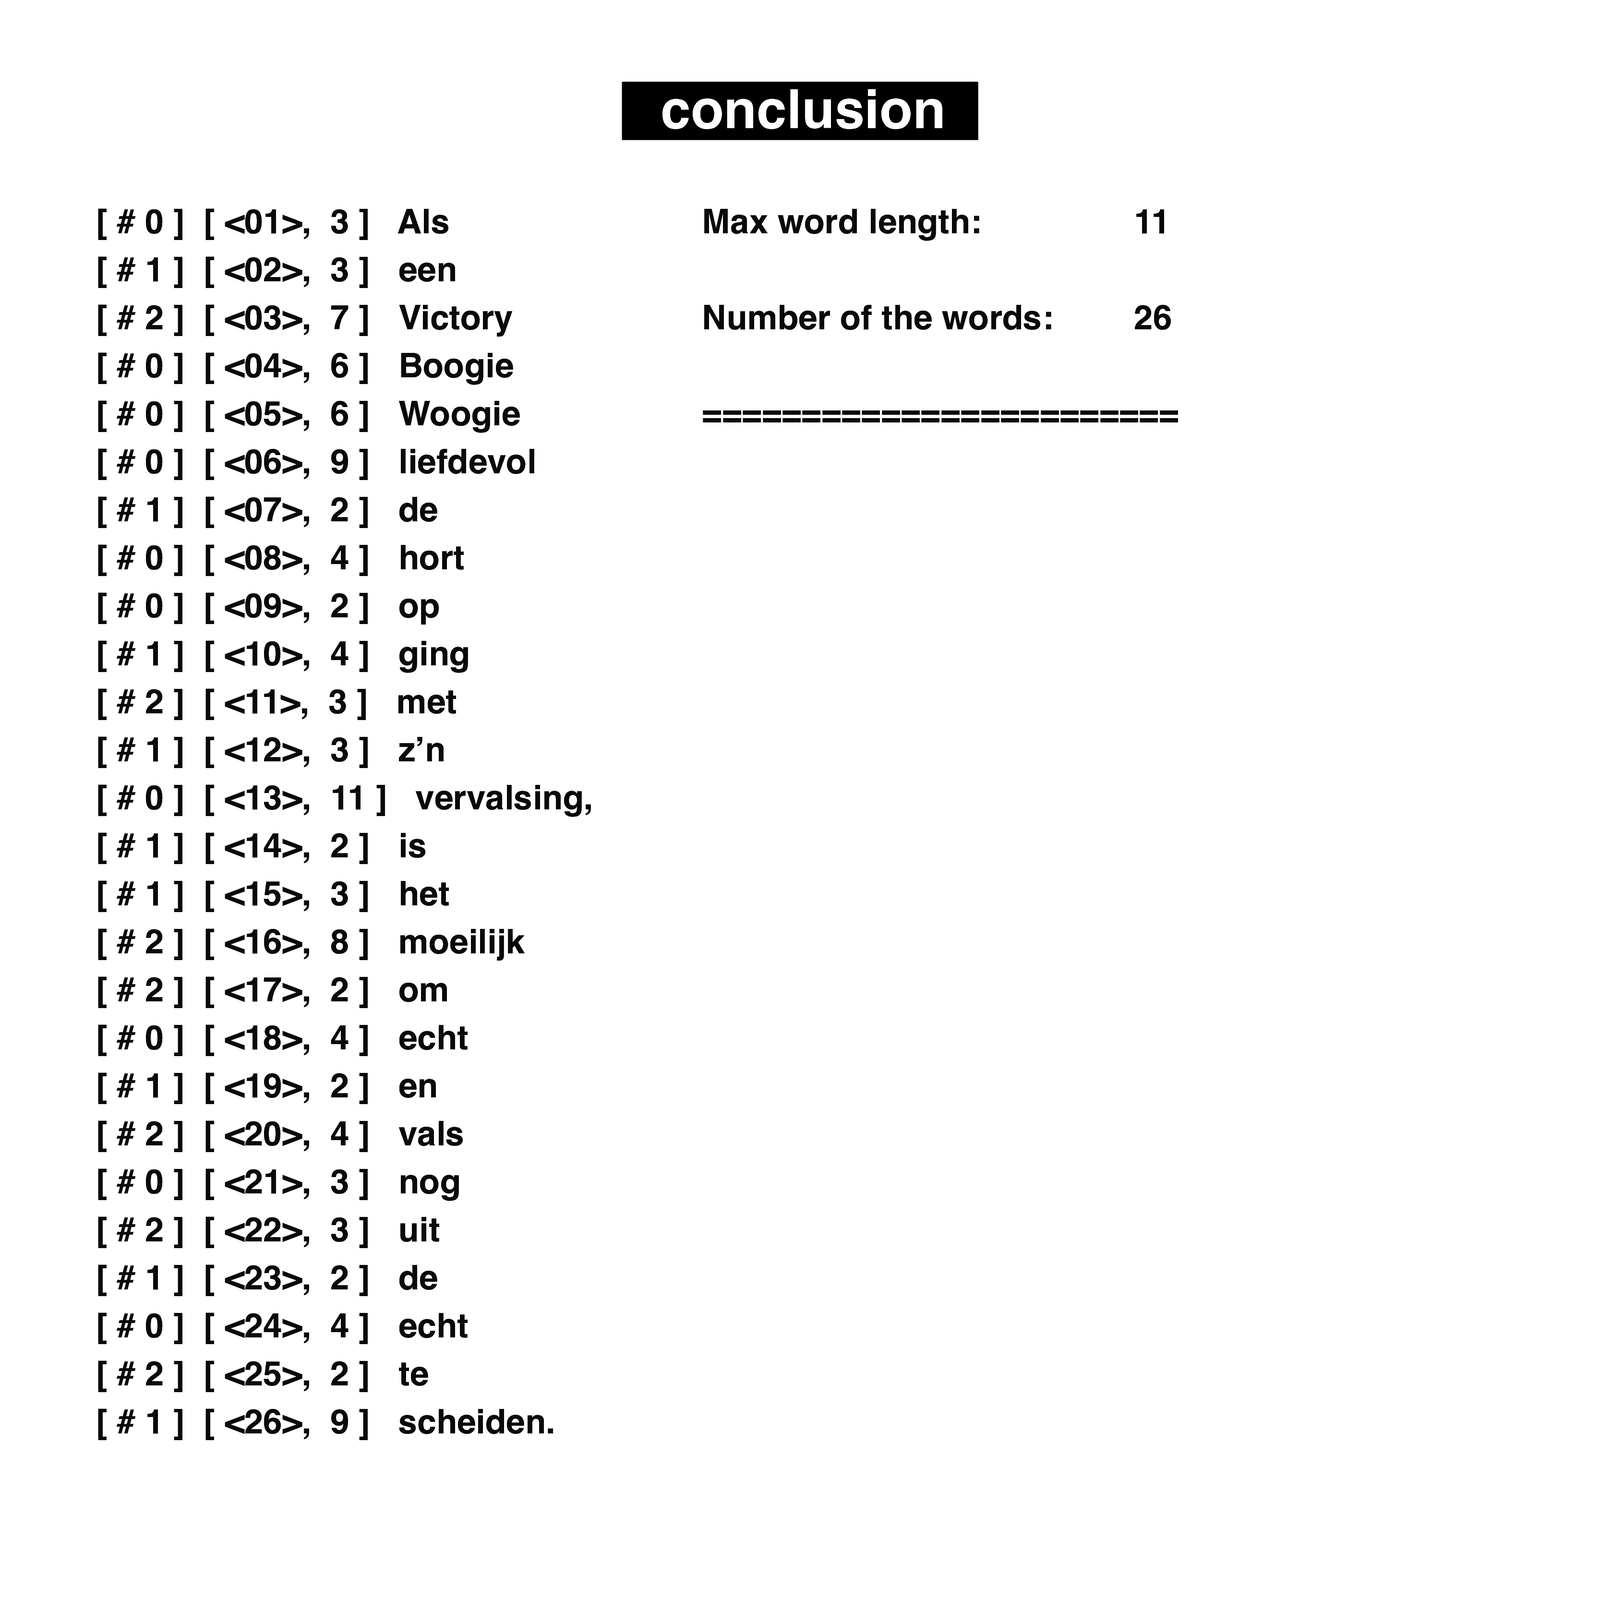 conclusion
[ # 0 ] [ <01>, 3 ] Als Max word length: 11
[ # 1 ] [ <02>, 3 ] een
[ # 2 ] [ <03>, 7 ] Victory Number of the words: 26
[ # 0 ] [ <04>, 6 ] Boogie
[ # 0 ] [ <05>, 6 ] Woogie ========================
[ # 0 ] [ <06>, 9 ] liefdevol
[ # 1 ] [ <07>, 2 ] de
[ # 0 ] [ <08>, 4 ] hort
[ # 0 ] [ <09>, 2 ] op
[ # 1 ] [ <10>, 4 ] ging
[ # 2 ] [ <11>, 3 ] met
[ # 1 ] [ <12>, 3 ] z’n
[ # 0 ] [ <13>, 11 ] vervalsing,
[ # 1 ] [ <14>, 2 ] is
[ # 1 ] [ <15>, 3 ] het
[ # 2 ] [ <16>, 8 ] moeilijk
[ # 2 ] [ <17>, 2 ] om
[ # 0 ] [ <18>, 4 ] echt
[ # 1 ] [ <19>, 2 ] en
[ # 2 ] [ <20>, 4 ] vals
[ # 0 ] [ <21>, 3 ] nog
[ # 2 ] [ <22>, 3 ] uit
[ # 1 ] [ <23>, 2 ] de
[ # 0 ] [ <24>, 4 ] echt
[ # 2 ] [ <25>, 2 ] te
[ # 1 ] [ <26>, 9 ] scheiden.